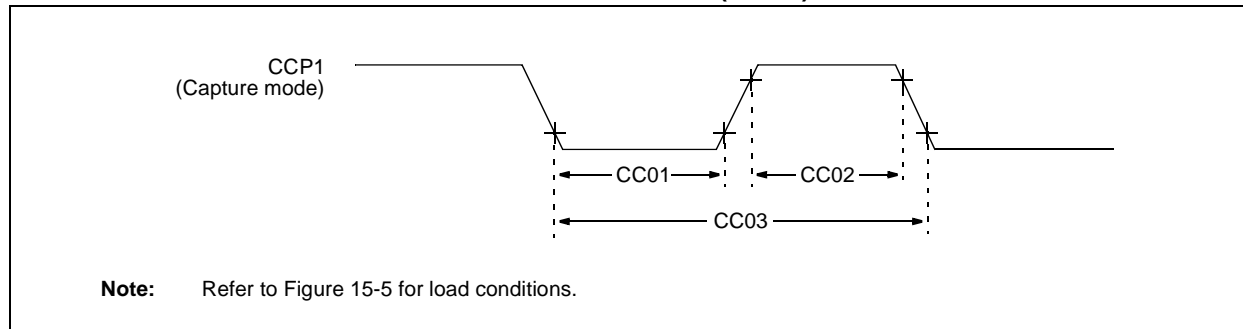 CCP1
(Capture mode)
CC01
CC02
CC03
Note: Refer to Figure 15-5 for load conditions.